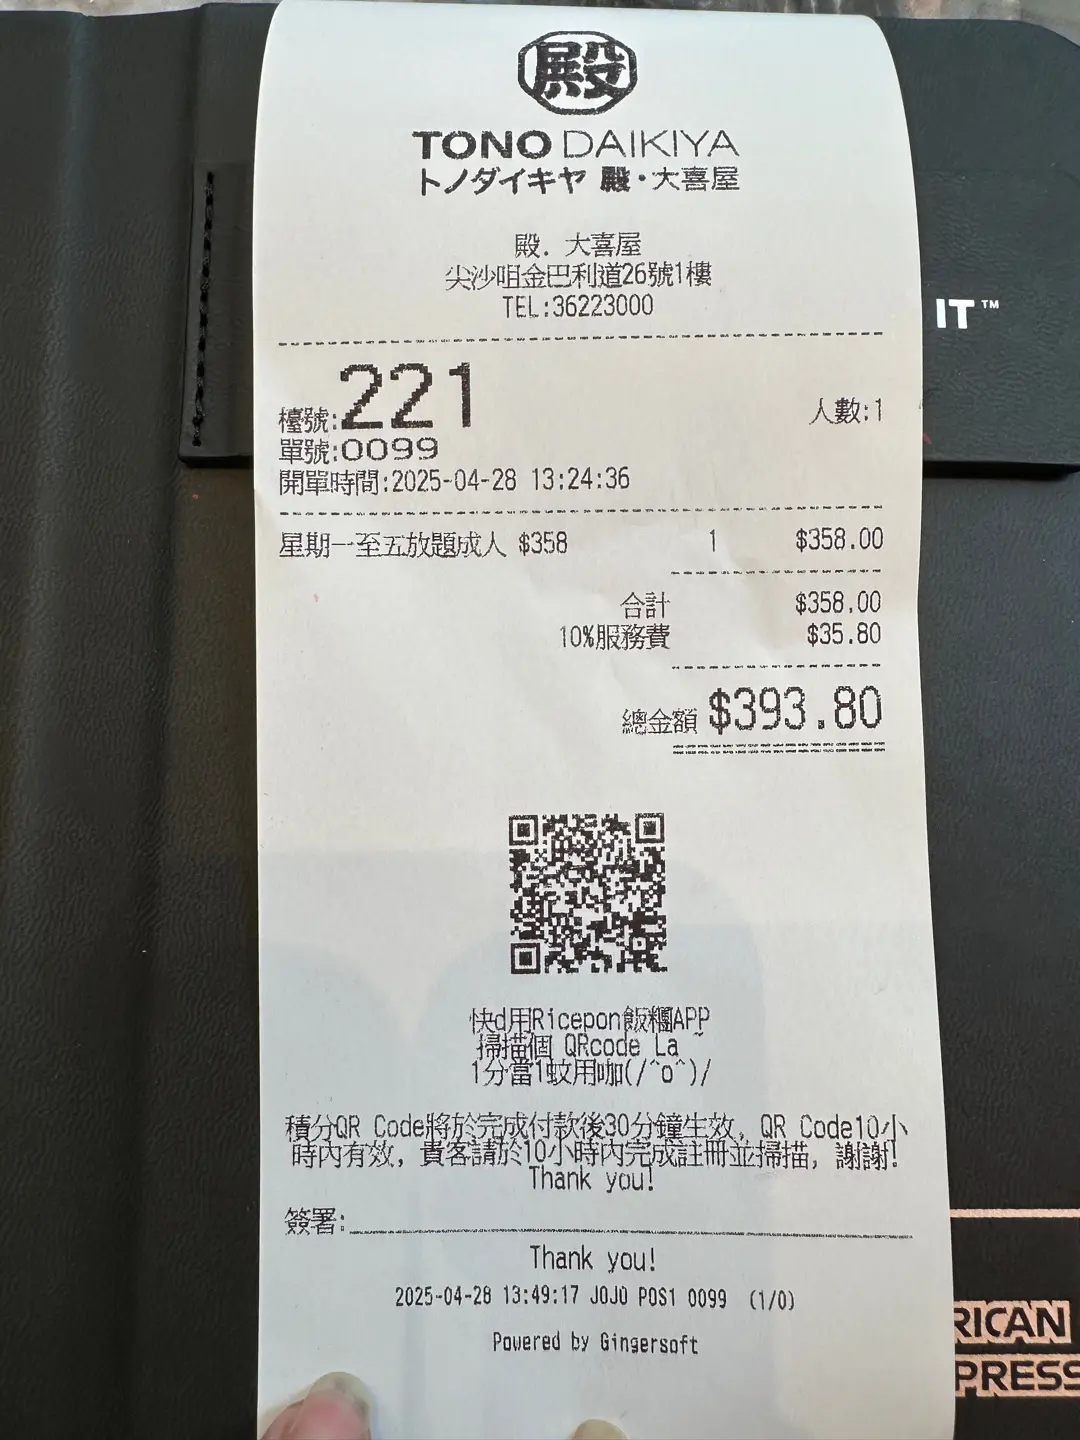 殿
TONO DAIKIYA
トノダイキヤ 殿・大喜屋
殿. 大喜屋
尖沙咀金巴利道26號1樓
TEL:36223000
IT™
檯號:221 人數:1
單號:0099
開單時間:2025-04-28 13:24:36
星期一至五放題成人 $358 1 $358.00
合計 $358.00
10%服務費 $35.80
總金額 $393.80
快d用Ricepon飯糰APP
掃描個 QRcode La ~
1分當1蚊用咖(/^o^)/
積分QR Code將於完成付款後30分鐘生效, QR Code10小
時內有效, 貴客請於10小時內完成註冊並掃描, 謝謝!
Thank you!
簽署:
Thank you!
2025-04-28 13:49:17 JOJO POS1 0099 (1/0)
Powered by Gingersoft
RICAN
PRESS